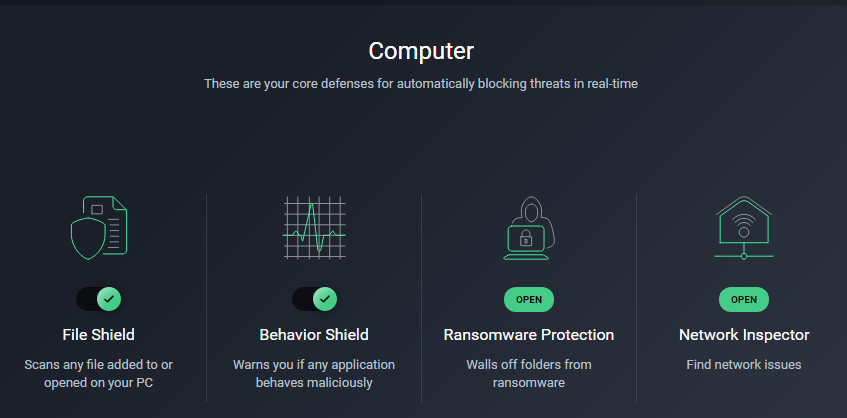 Computer
These are your core defenses for automatically blocking threats in real-time
OPEN
OPEN
File Shield
Behavior Shield
Ransomware Protection
Network Inspector
Scans any file added to or
opened on your PC
Warns you if any application
behaves maliciously
Walls off folders from
ransomware
Find network issues